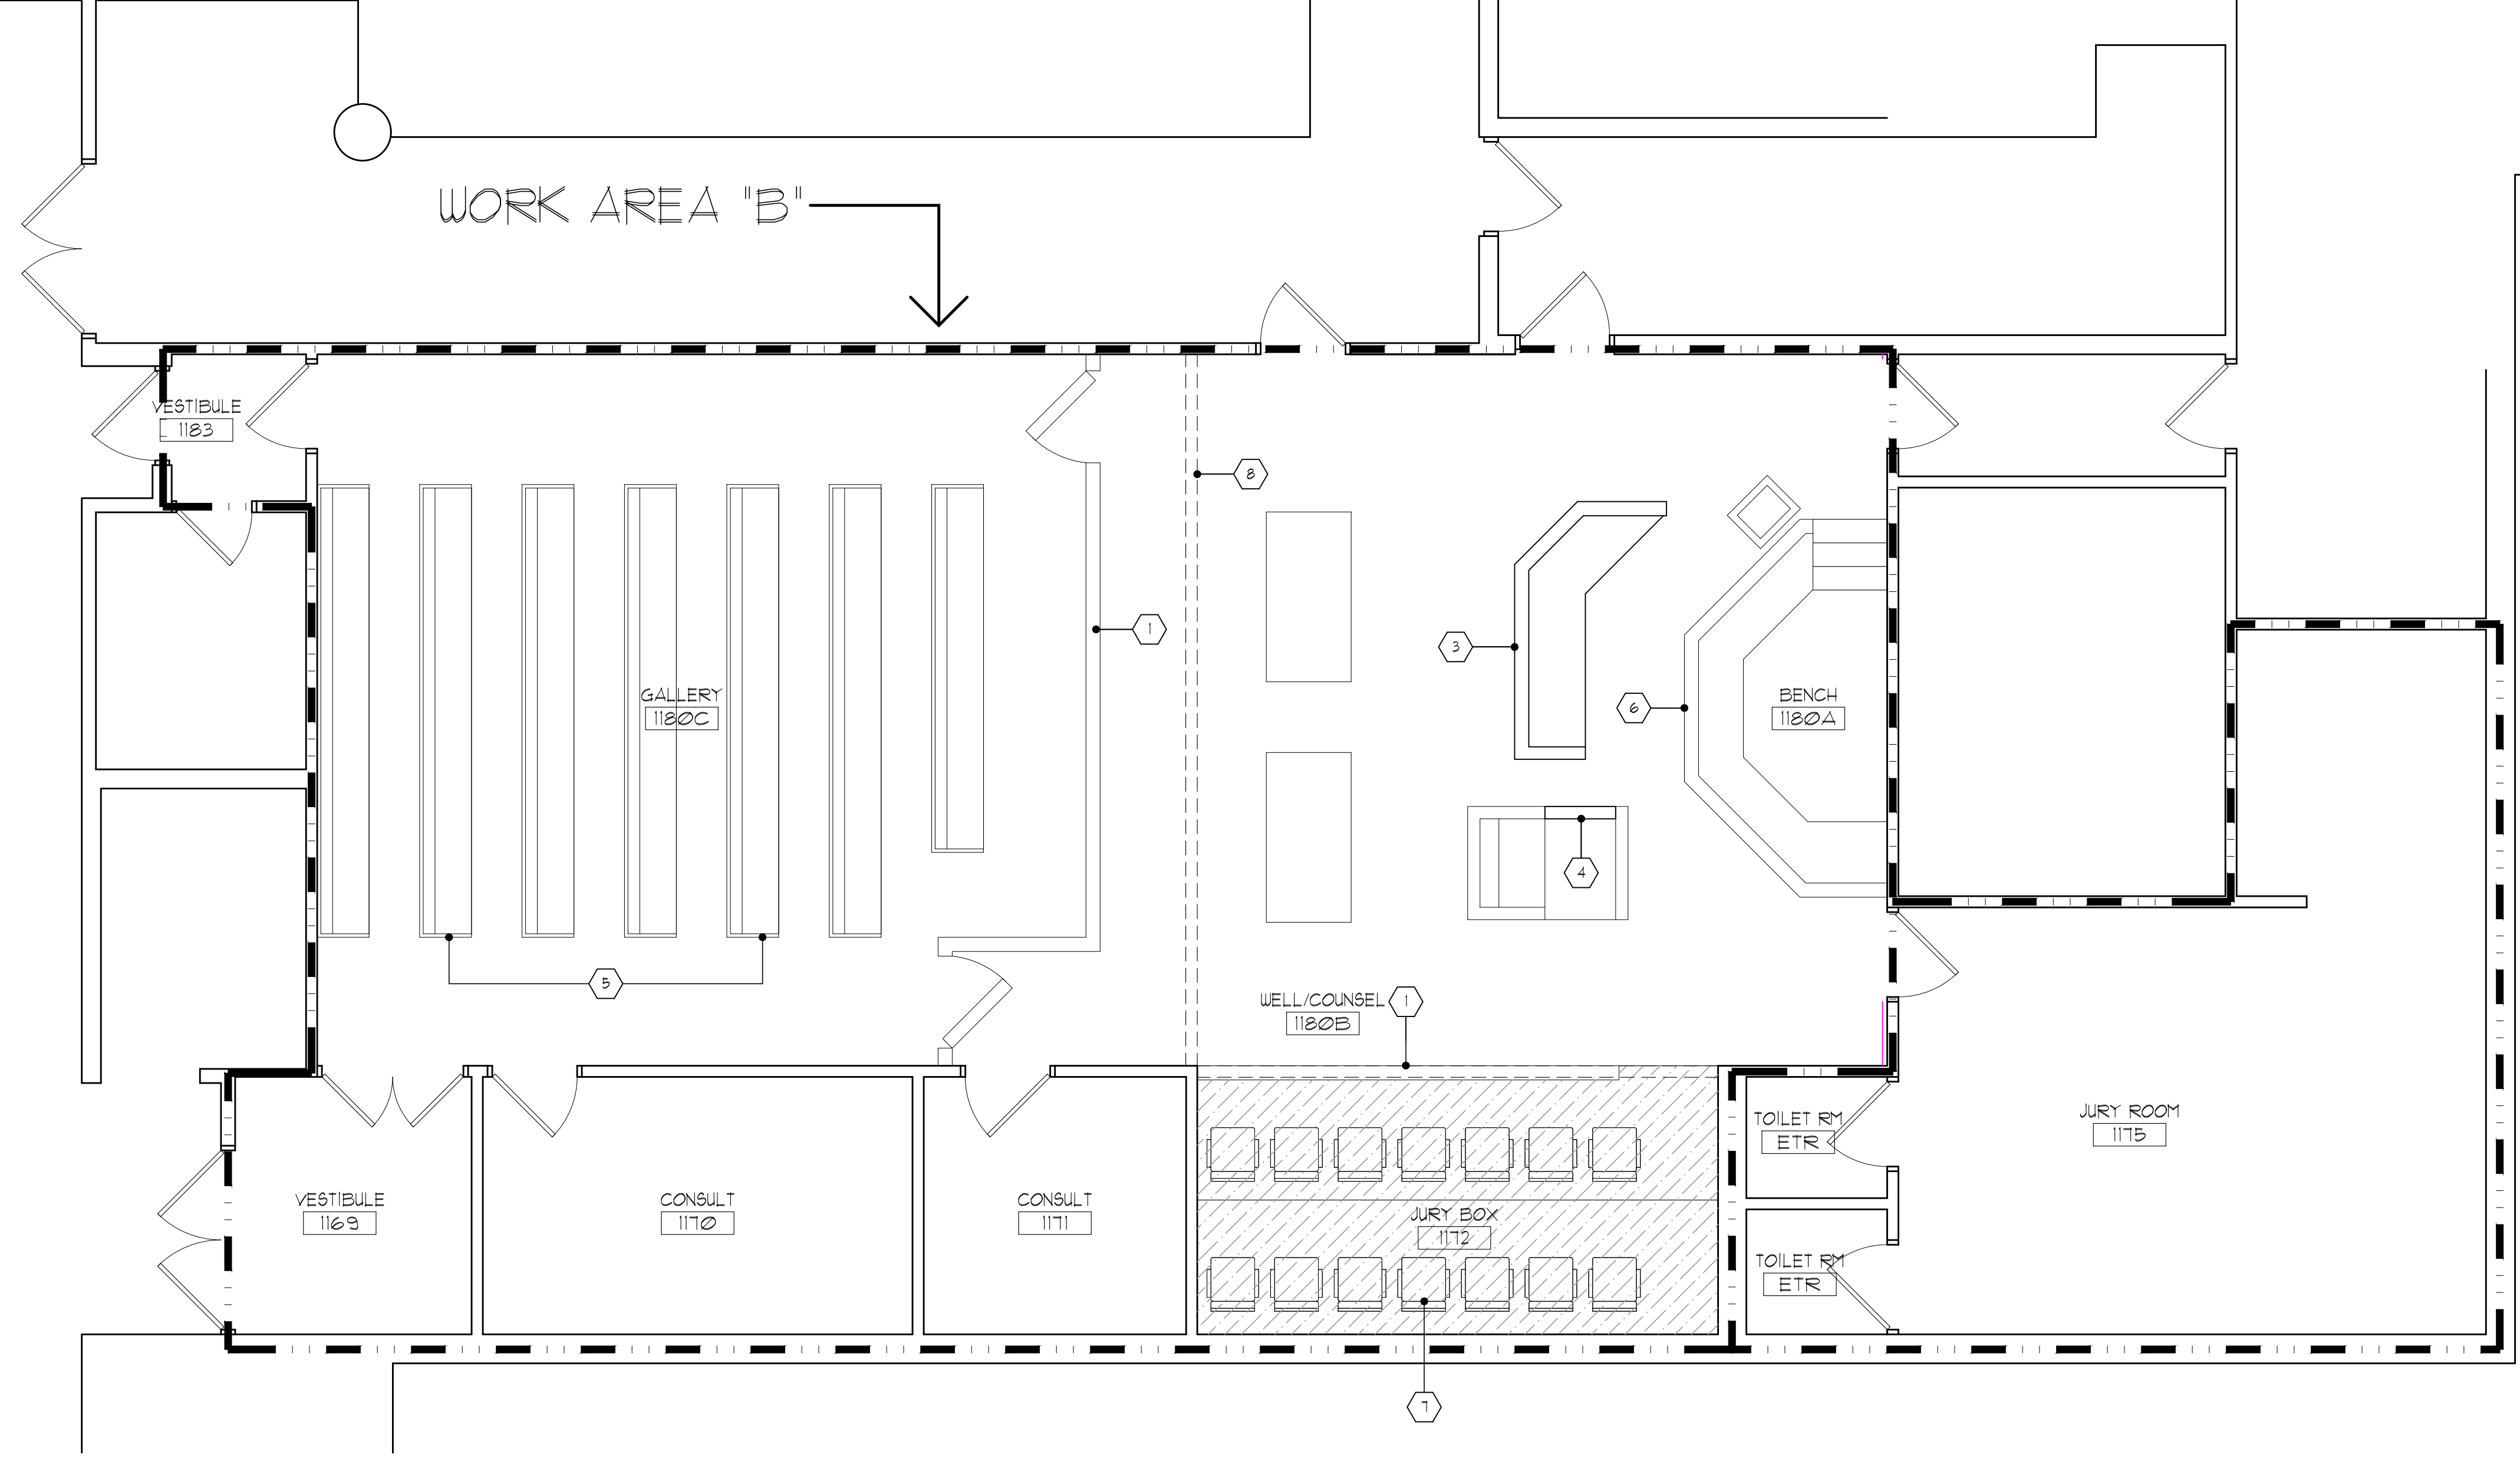 WORK AREA "B"
VESTIBULE
1183
8
1
3
GALLERY
1180C
6
BENCH
1180A
4
5
WELL/COUNSEL
1180B
1
TOILET RM
ETR
JURY ROOM
1175
VESTIBULE
1169
CONSULT
1170
CONSULT
1171
JURY BOX
1172
TOILET RM
ETR
7